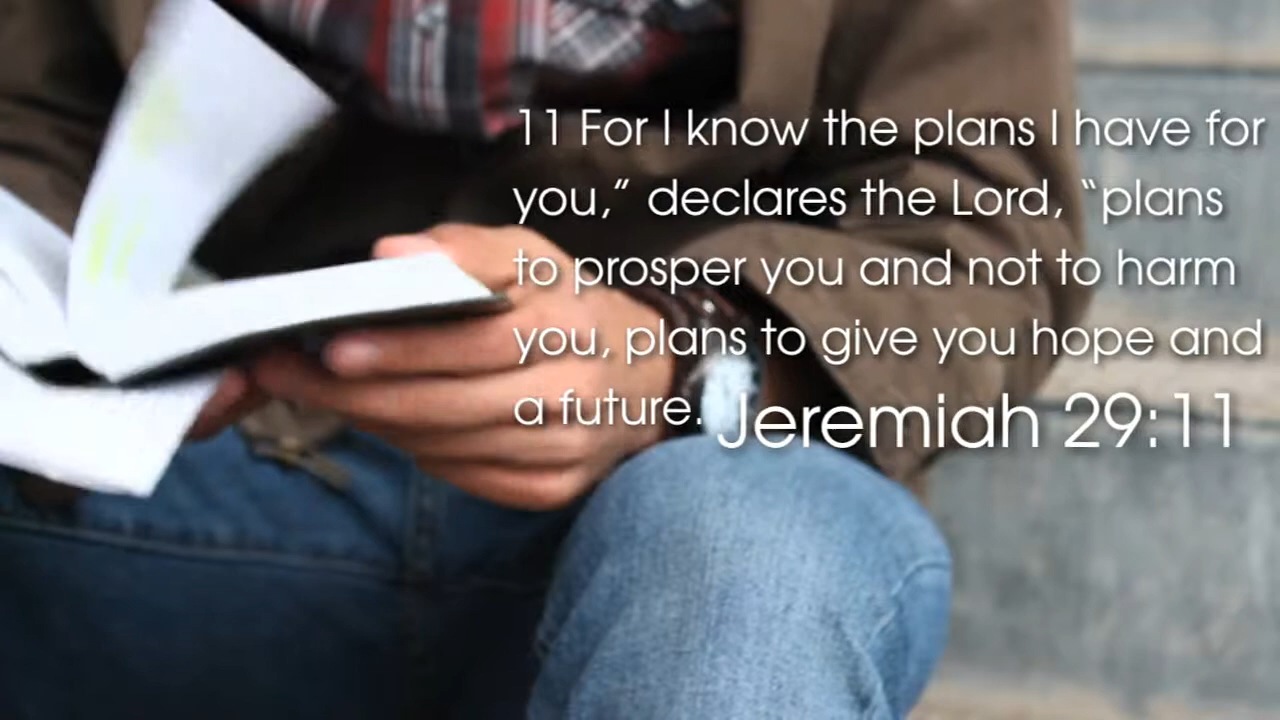 11 For I know the plans I have for
you,” declares the Lord, “plans
to prosper you and not to harm
you, plans to give you hope and
a future.
Jeremiah 29:11